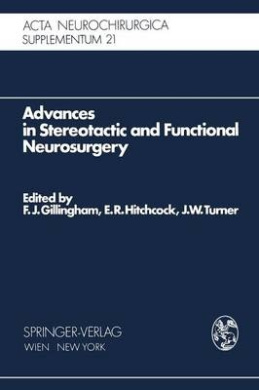 ACTA NEUROCHIRURGICA
SUPPLEMENTUM 21
Advances
in Stereotactic and Functional
Neurosurgery
Edited by
F. J. Gillingham, E. R. Hitchcock, J. W. Turner
SPRINGER-VERLAG
WIEN NEW YORK